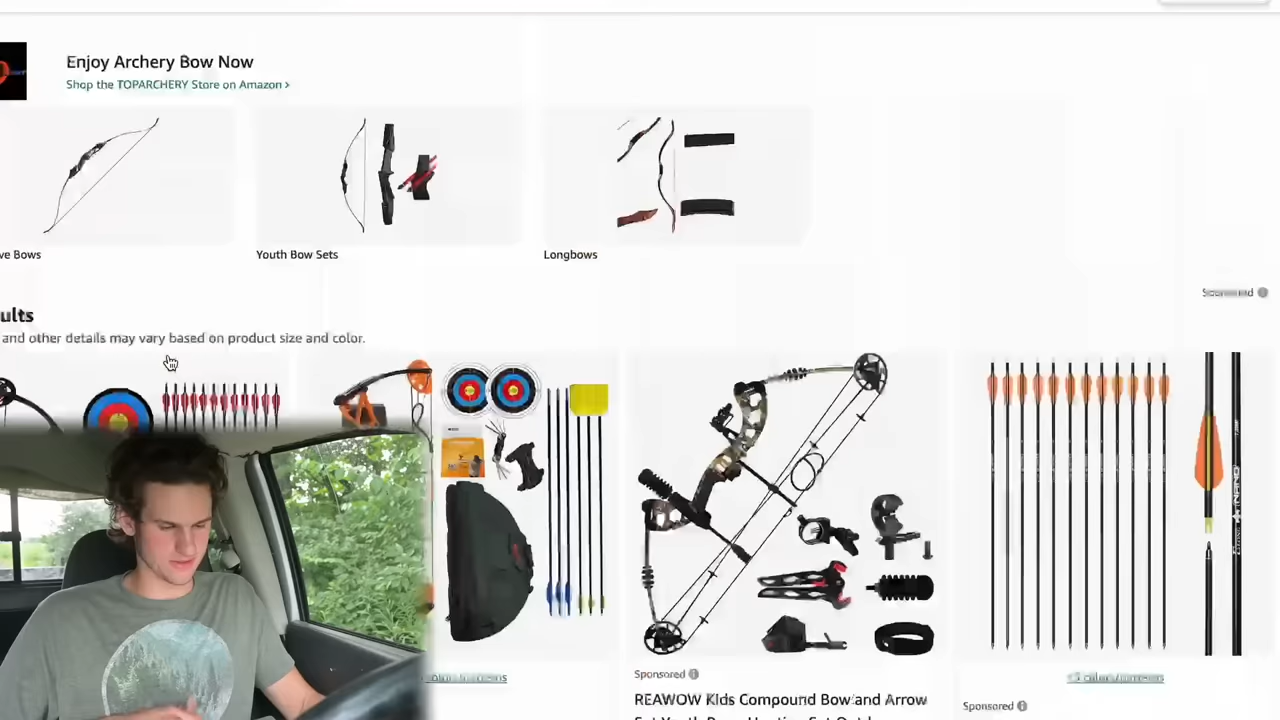 Enjoy Archery Bow Now
Shop the TOPARCHERY Store on Amazon ›
ve Bows
Youth Bow Sets
Longbows
Sponsored
ults
and other details may vary based on product size and color.
Sponsored
REAWOW Kids Compound Bow and Arrow
Sponsored